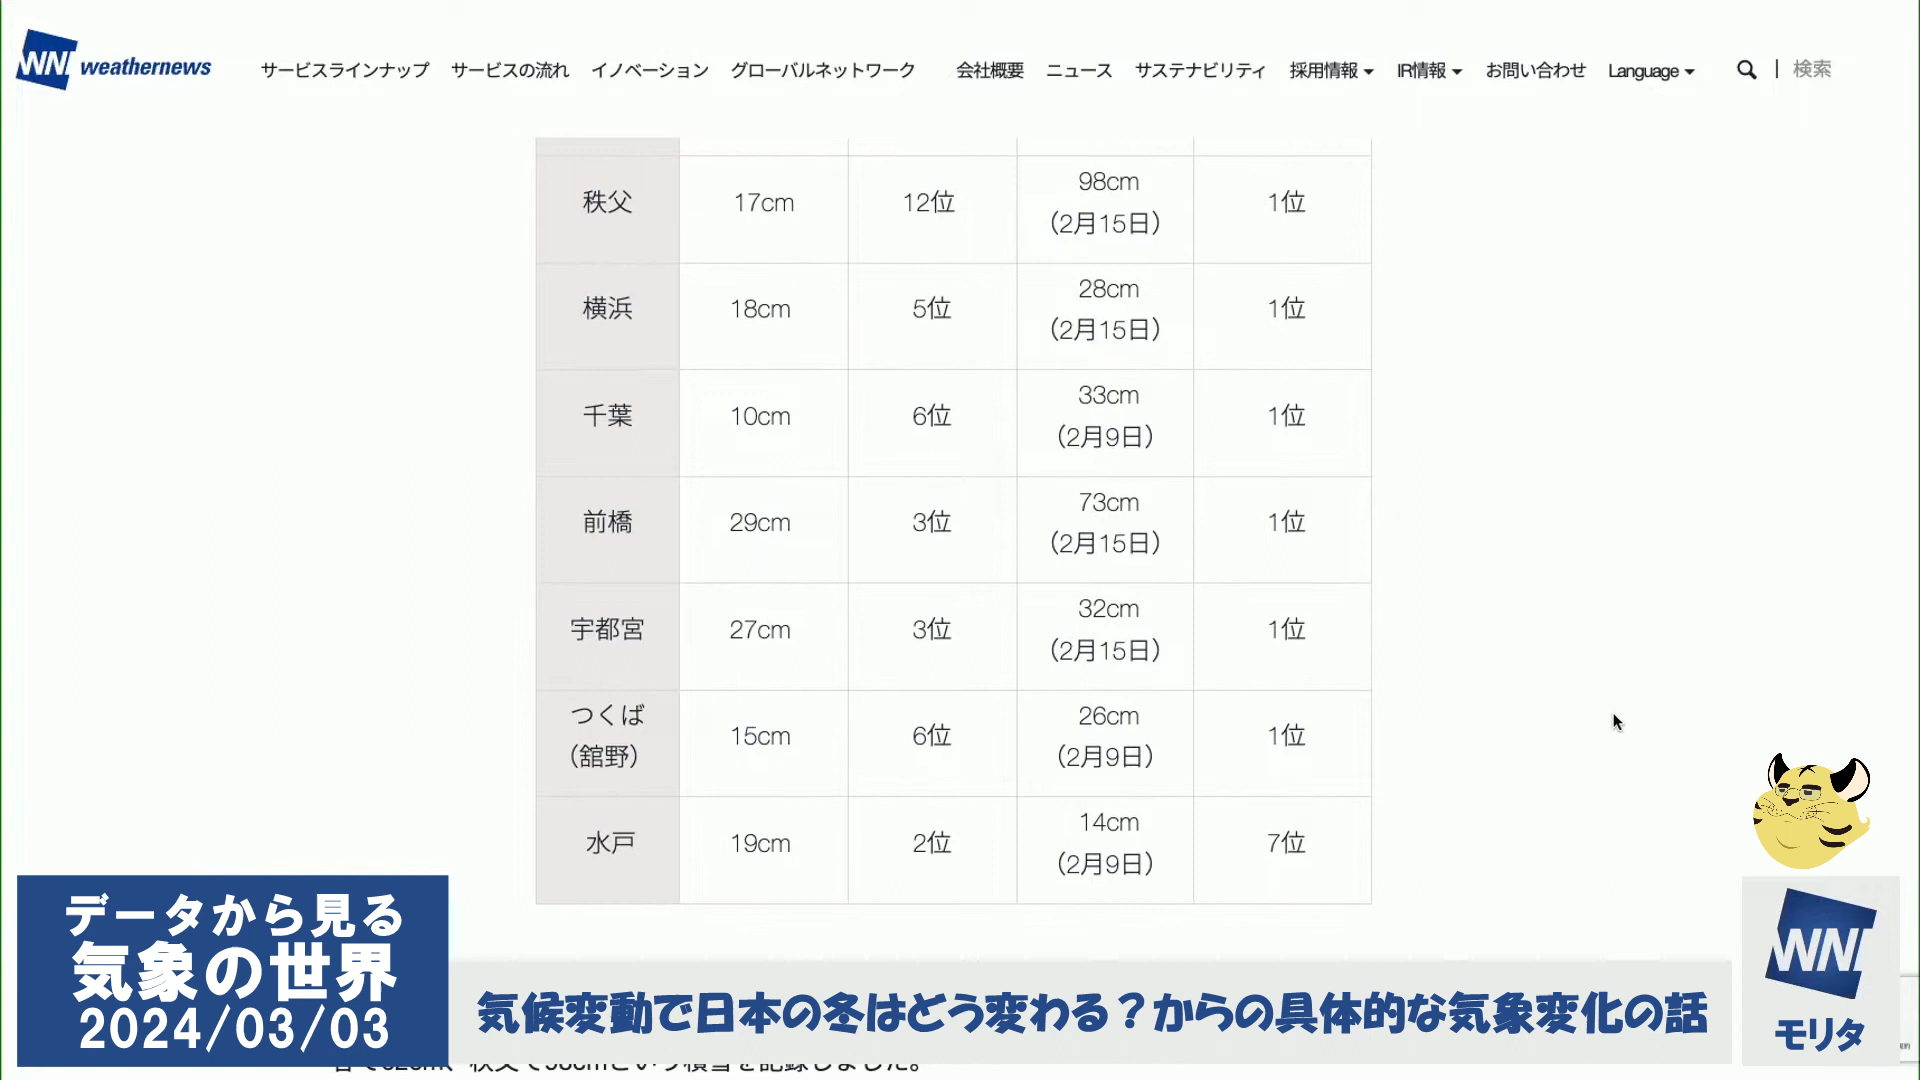 WNI weathernews サービスラインナップ サービスの流れ イノベーション グローバルネットワーク 会社概要 ニュース サステナビリティ 採用情報 IR情報 お問い合わせ Language | 検索
秩父 17cm 12位 98cm (2月15日) 1位
横浜 18cm 5位 28cm (2月15日) 1位
千葉 10cm 6位 33cm (2月9日) 1位
前橋 29cm 3位 73cm (2月15日) 1位
宇都宮 27cm 3位 32cm (2月15日) 1位
つくば (舘野) 15cm 6位 26cm (2月9日) 1位
水戸 19cm 2位 14cm (2月9日) 7位
データから見る
気象の世界
2024/03/03
気候変動で日本の冬はどう変わる？からの具体的な気象変化の話
WNI
モリタ